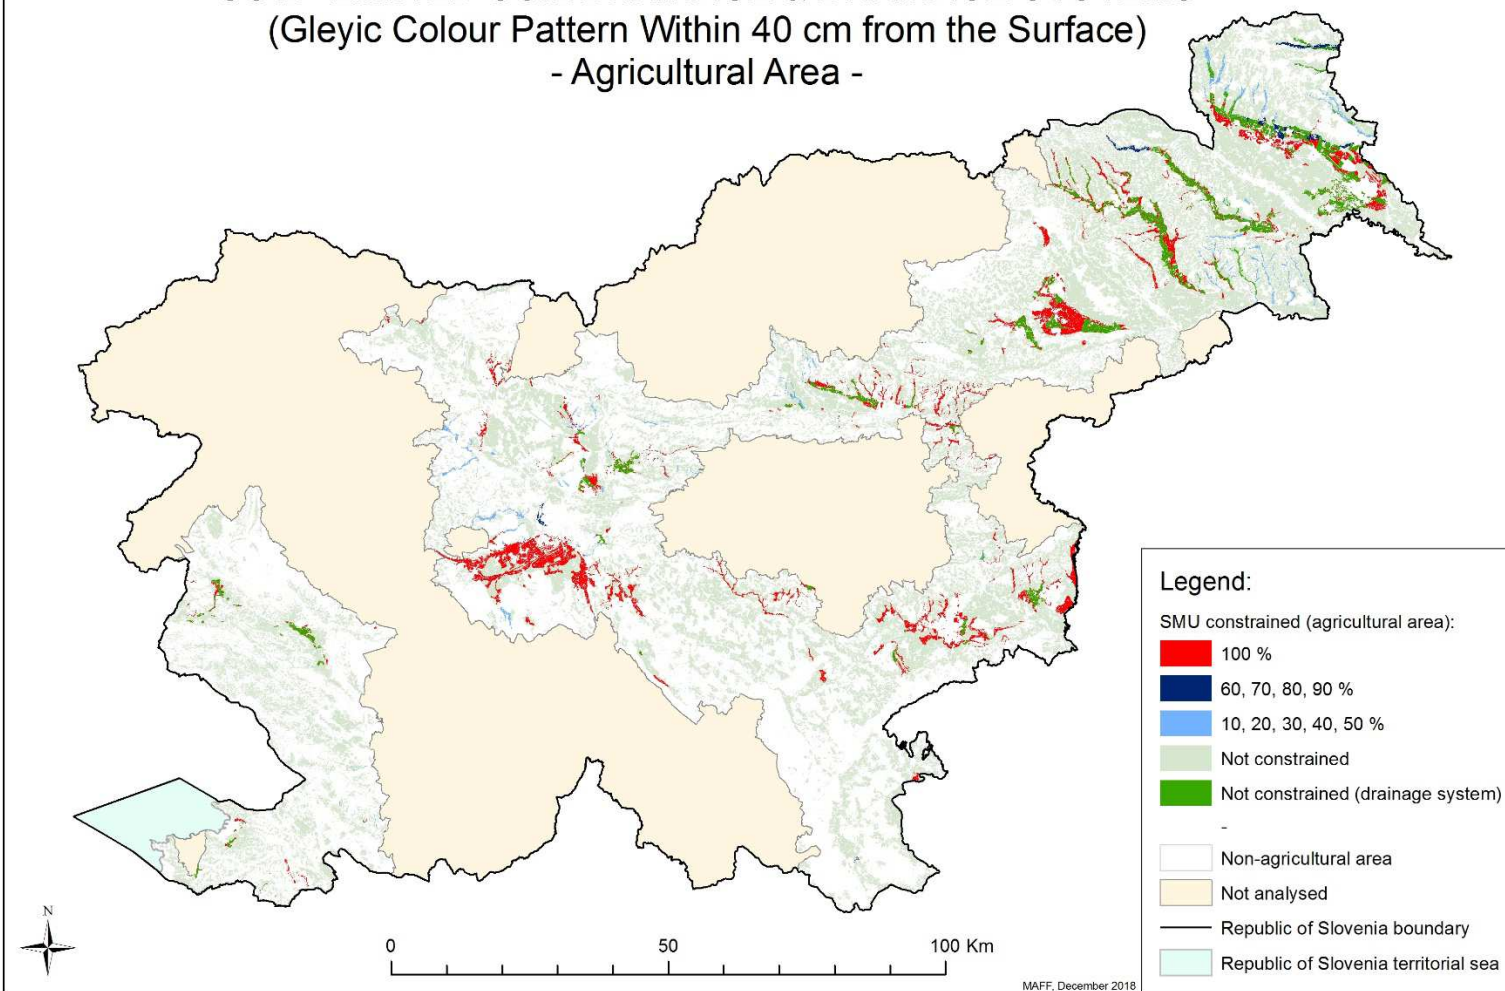 (Gleyic Colour Pattern Within 40 cm from the Surface)
- Agricultural Area -
Legend:
SMU constrained (agricultural area):
100 %
60, 70, 80, 90 %
10, 20, 30, 40, 50 %
Not constrained
Not constrained (drainage system)
-
Non-agricultural area
Not analysed
Republic of Slovenia boundary
Republic of Slovenia territorial sea
N
0 50 100 Km
MAFF, December 2018